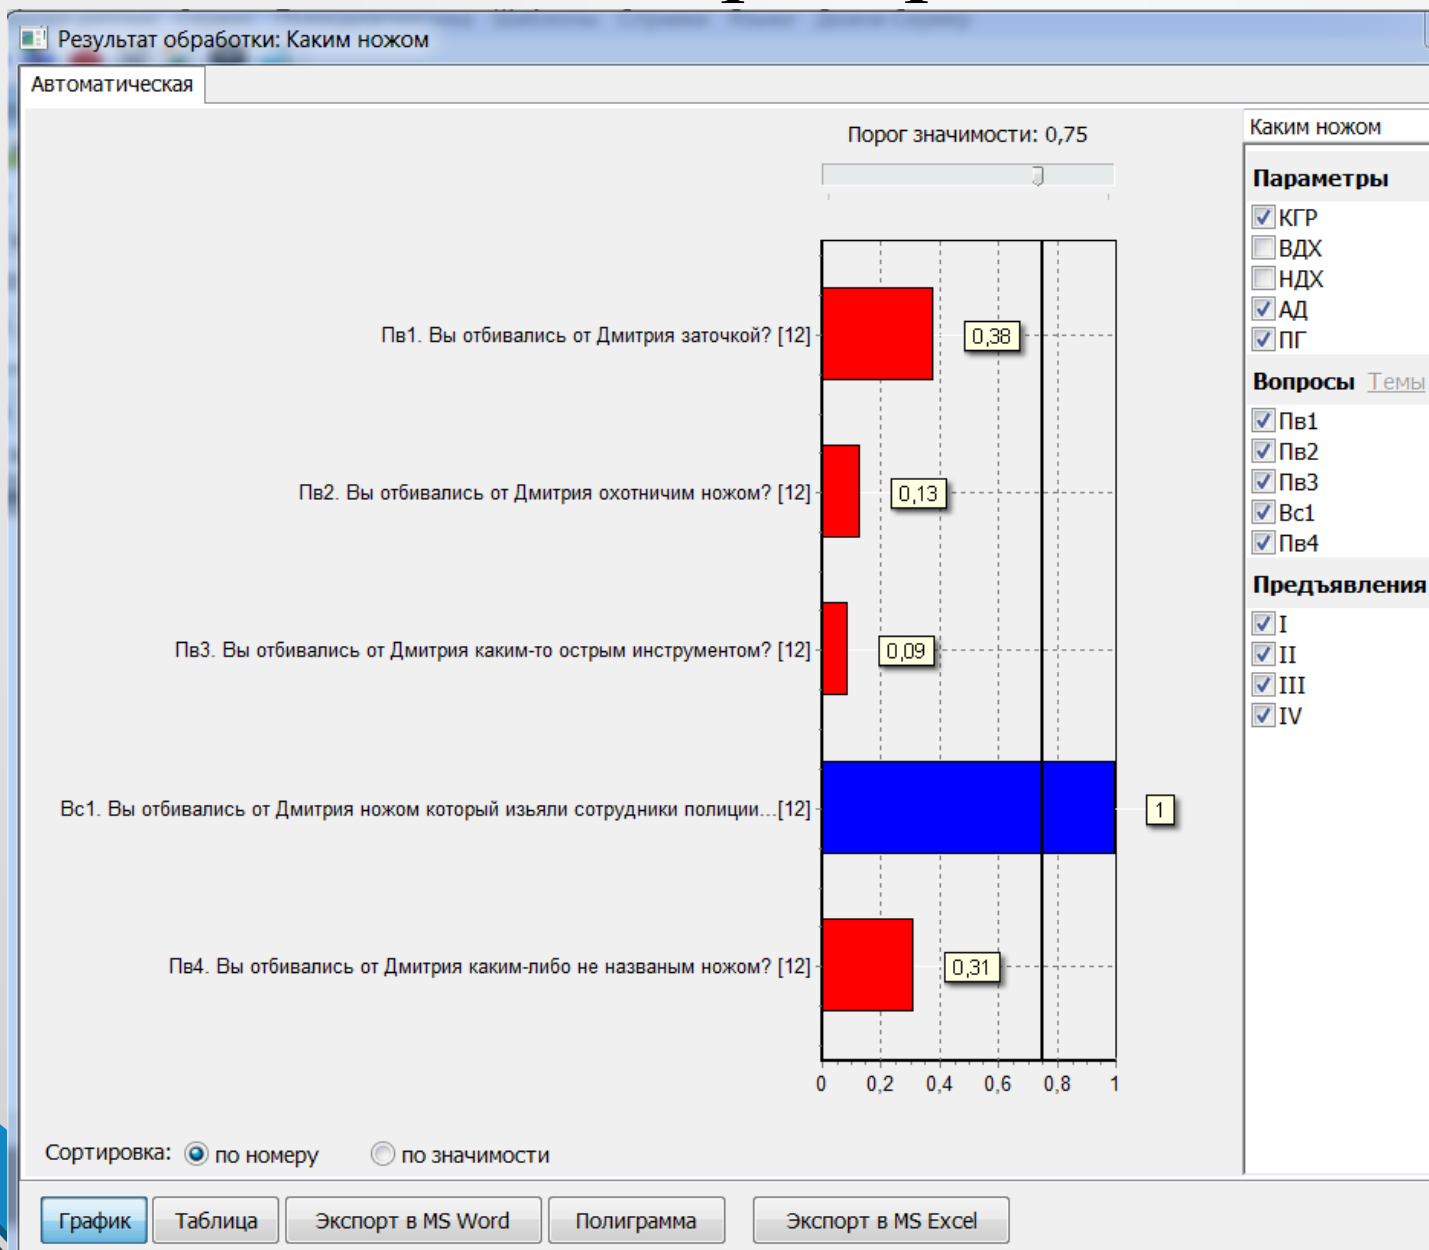 Результат обработки: Каким ножом
Автоматическая
Порог значимости: 0,75
Пв1. Вы отбивались от Дмитрия заточкой? [12]
0,38
Пв2. Вы отбивались от Дмитрия охотничим ножом? [12]
0,13
Пв3. Вы отбивались от Дмитрия каким-то острым инструментом? [12]
0,09
Вс1. Вы отбивались от Дмитрия ножом который изьяли сотрудники полиции...[12]
1
Пв4. Вы отбивались от Дмитрия каким-либо не названым ножом? [12]
0,31
0 0,2 0,4 0,6 0,8 1
Сортировка: по номеру по значимости
График Таблица Экспорт в MS Word Полиграмма Экспорт в MS Excel
Каким ножом
Параметры
КГР
ВДХ
НДХ
АД
ПГ
Вопросы Темы
Пв1
Пв2
Пв3
Вс1
Пв4
Предъявления
I
II
III
IV